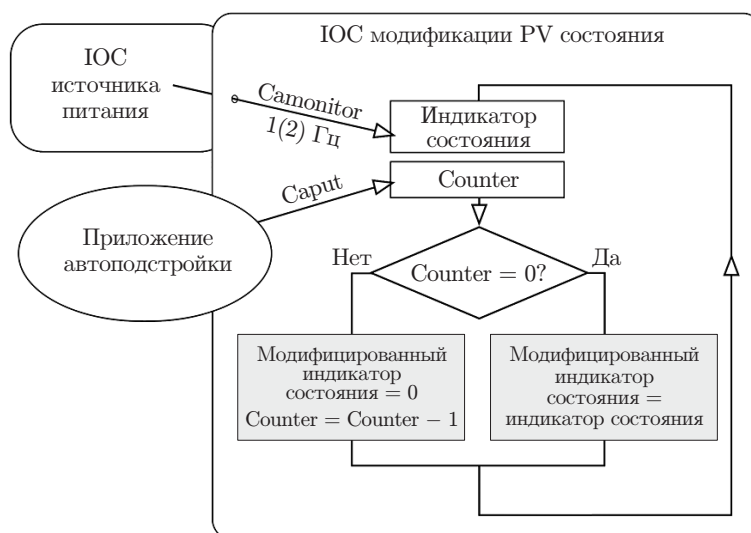 IOC модификации PV состояния
IOC
источника
питания
Camonitor
1(2) Гц
Индикатор
состояния
Caput
Counter
Приложение
автоподстройки
Нет
Counter = 0?
Да
Модифицированный
индикатор
состояния = 0
Counter = Counter − 1
Модифицированный
индикатор
состояния =
индикатор состояния